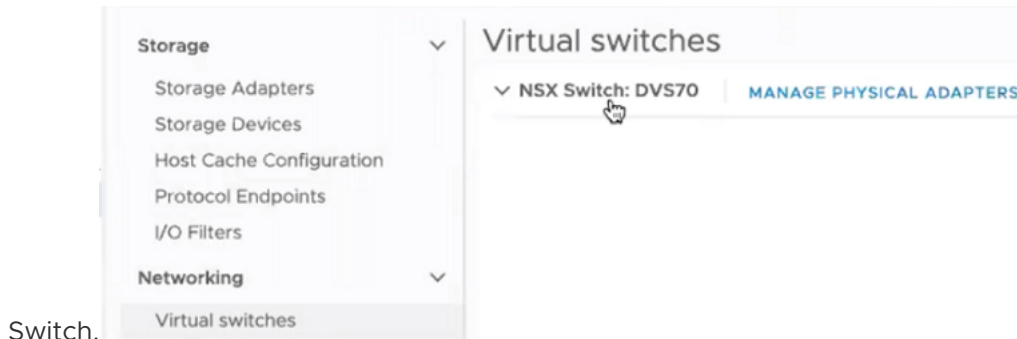 Storage
Storage Adapters
Storage Devices
Host Cache Configuration
Protocol Endpoints
I/O Filters
Networking
Virtual switches
Virtual switches
NSX Switch: DVS70 MANAGE PHYSICAL ADAPTERS
Switch.